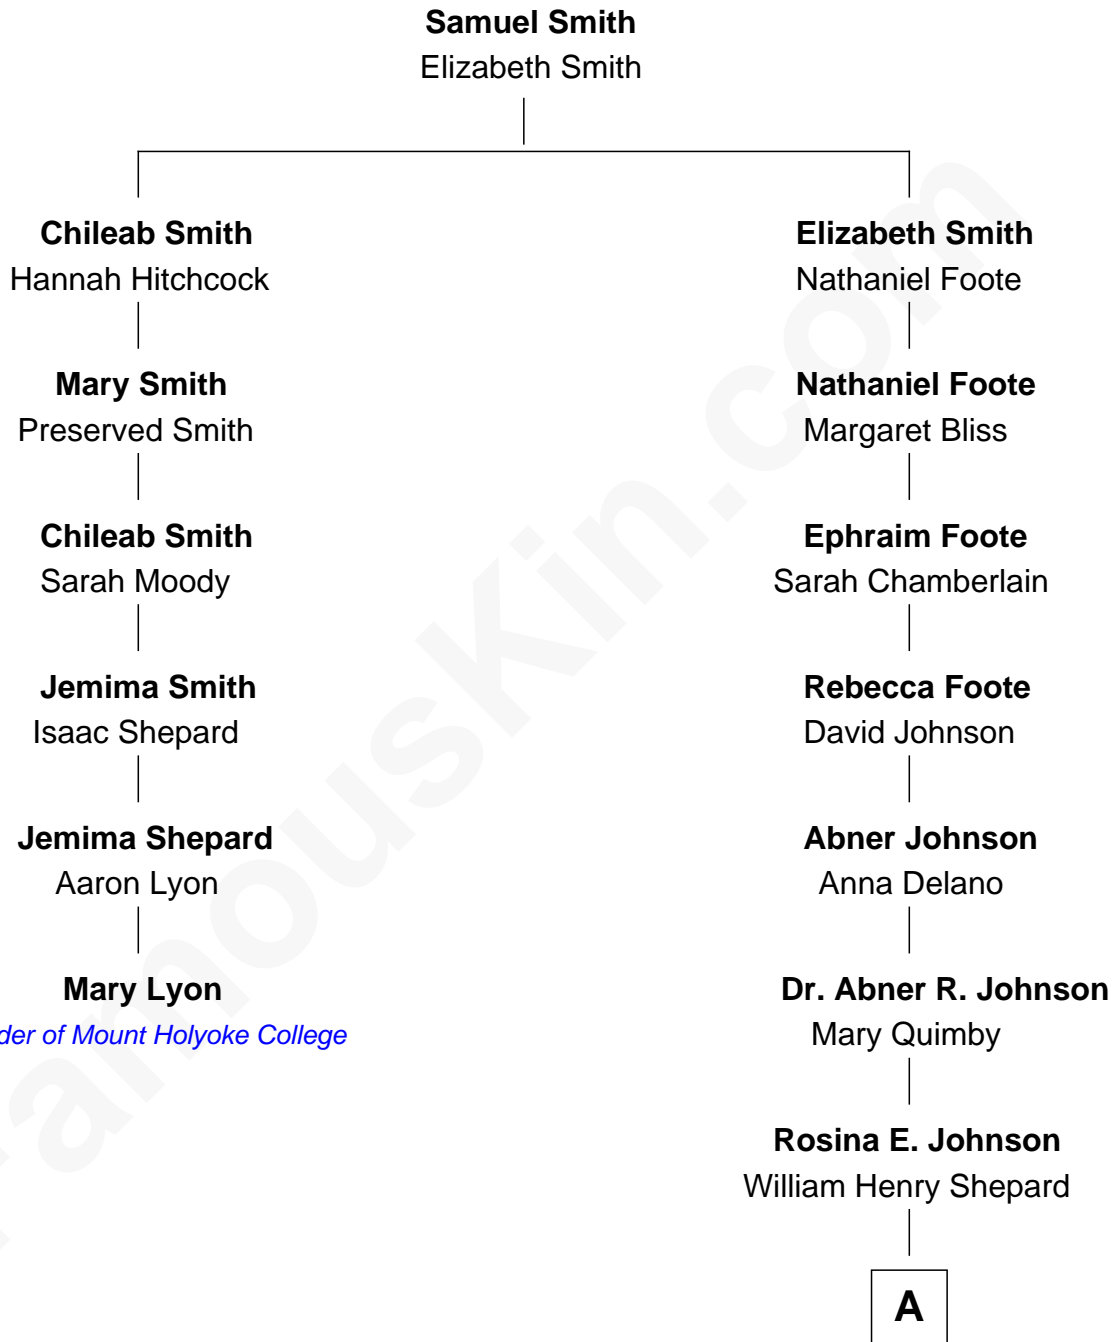 Samuel Smith
Elizabeth Smith
Chileab Smith
Hannah Hitchcock
Mary Smith
Preserved Smith
Chileab Smith
Sarah Moody
Jemima Smith
Isaac Shepard
Jemima Shepard
Aaron Lyon
Mary Lyon
of Mount Holyoke College
Elizabeth Smith
Nathaniel Foote
Nathaniel Foote
Margaret Bliss
Ephraim Foote
Sarah Chamberlain
Rebecca Foote
David Johnson
Abner Johnson
Anna Delano
Dr. Abner R. Johnson
Mary Quimby
Rosina E. Johnson
William Henry Shepard
A
FamousKin.com